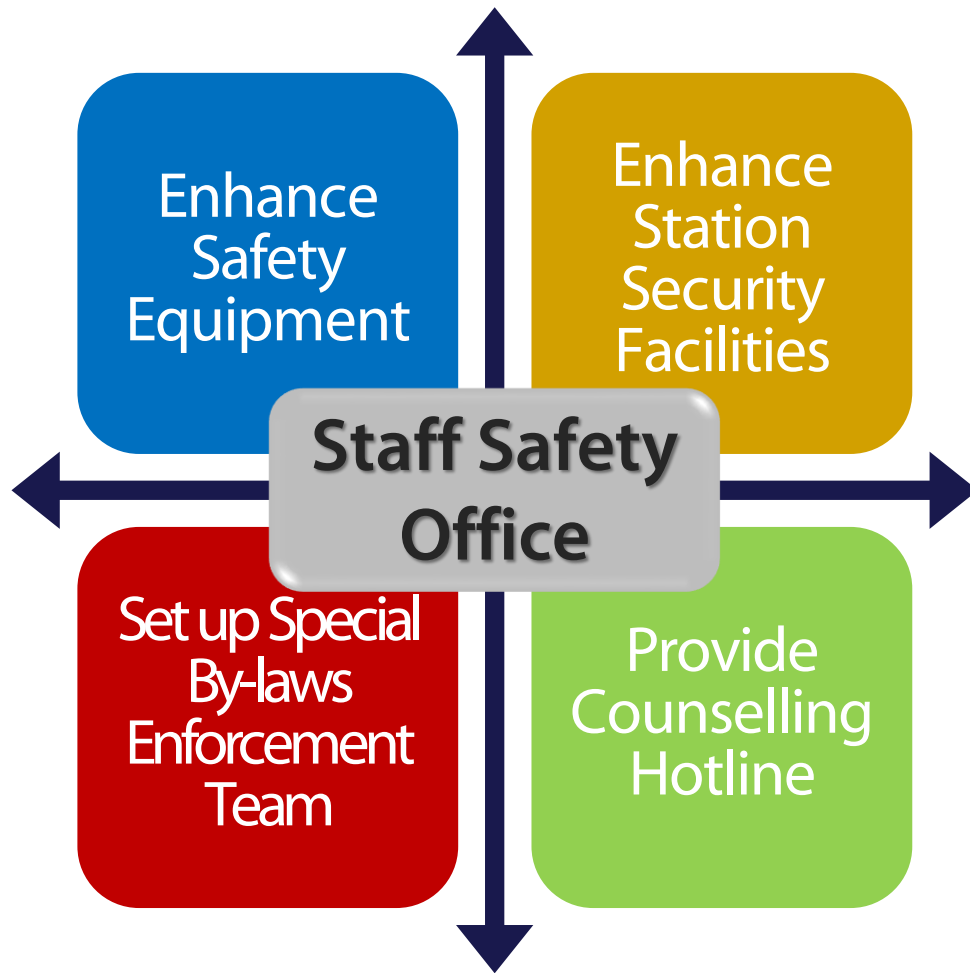 Enhance
Safety
Equipment
Enhance
Station
Security
Facilities
Staff Safety
Office
Set up Special
By-laws
Enforcement
Team
Provide
Counselling
Hotline